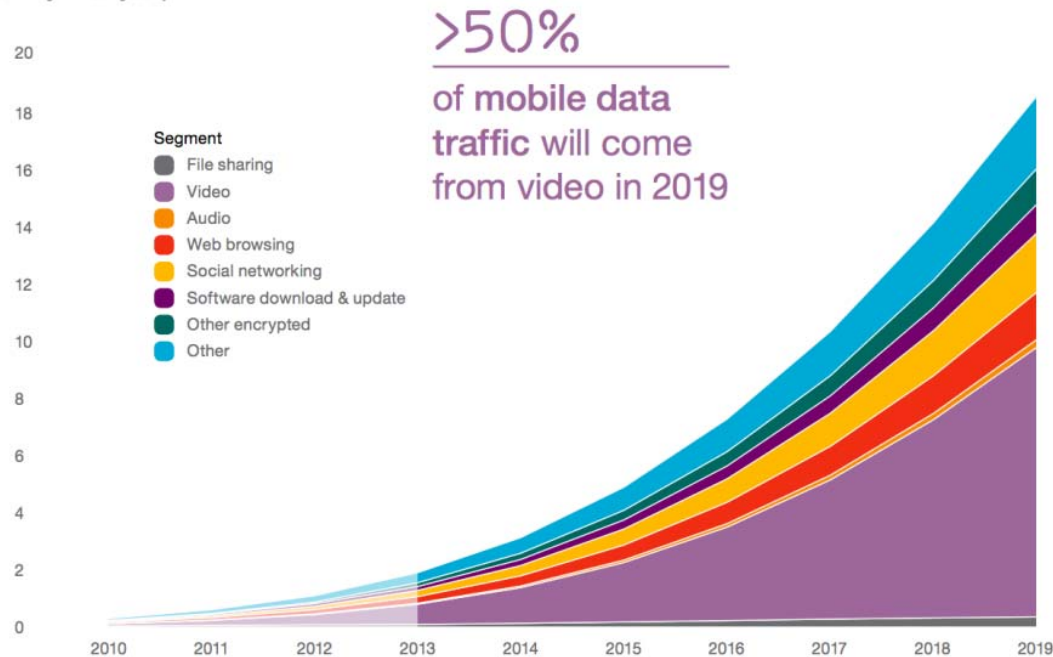 >50%
of mobile data
traffic will come
from video in 2019
20
18
16
14
12
10
8
6
4
2
0
Segment
File sharing
Video
Audio
Web browsing
Social networking
Software download & update
Other encrypted
Other
2010 2011 2012 2013 2014 2015 2016 2017 2018 2019